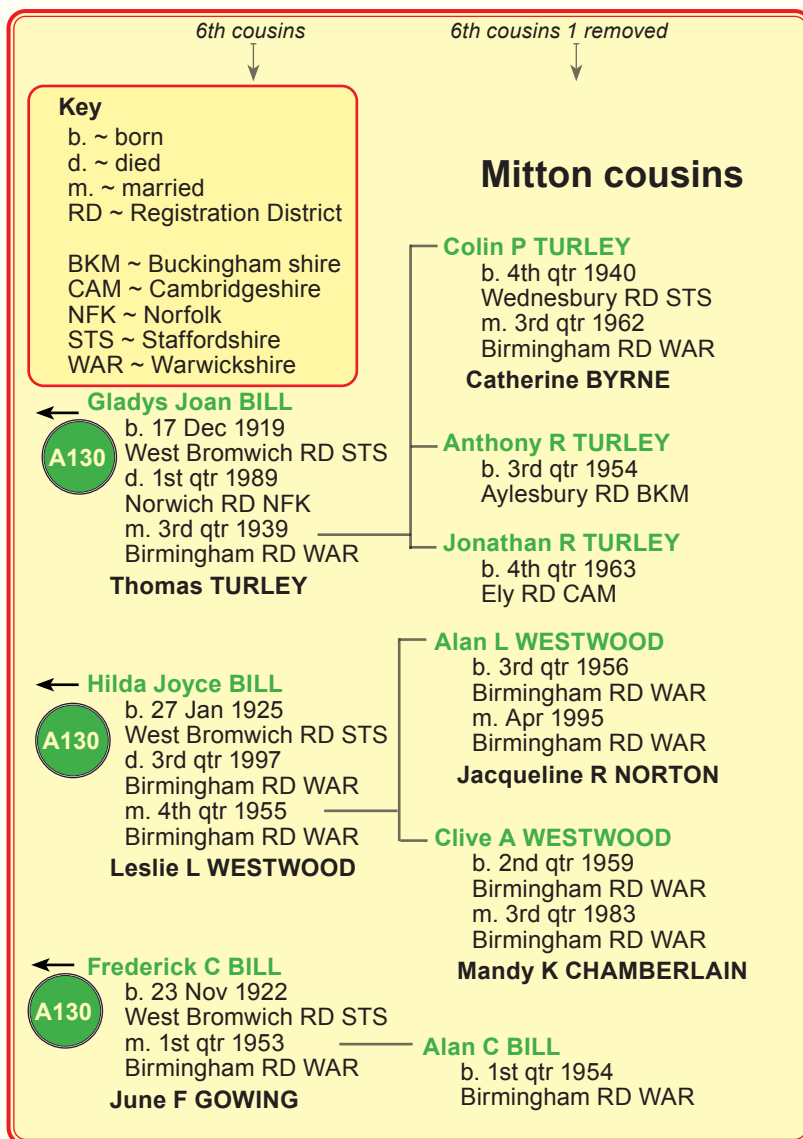 6th cousins
6th cousins 1 removed
Key
b. ~ born
d. ~ died
m. ~ married
RD ~ Registration District
BKM ~ Buckingham shire
CAM ~ Cambridgeshire
NFK ~ Norfolk
STS ~ Staffordshire
WAR ~ Warwickshire
Mitton cousins
Gladys Joan BILL
A130
b. 17 Dec 1919
West Bromwich RD STS
d. 1st qtr 1989
Norwich RD NFK
m. 3rd qtr 1939
Birmingham RD WAR
Thomas TURLEY
Colin P TURLEY
b. 4th qtr 1940
Wednesbury RD STS
m. 3rd qtr 1962
Birmingham RD WAR
Catherine BYRNE
Anthony R TURLEY
b. 3rd qtr 1954
Aylesbury RD BKM
Jonathan R TURLEY
b. 4th qtr 1963
Ely RD CAM
Hilda Joyce BILL
A130
b. 27 Jan 1925
West Bromwich RD STS
d. 3rd qtr 1997
Birmingham RD WAR
m. 4th qtr 1955
Birmingham RD WAR
Leslie L WESTWOOD
Alan L WESTWOOD
b. 3rd qtr 1956
Birmingham RD WAR
m. Apr 1995
Birmingham RD WAR
Jacqueline R NORTON
Clive A WESTWOOD
b. 2nd qtr 1959
Birmingham RD WAR
m. 3rd qtr 1983
Birmingham RD WAR
Mandy K CHAMBERLAIN
Frederick C BILL
A130
b. 23 Nov 1922
West Bromwich RD STS
m. 1st qtr 1953
Birmingham RD WAR
June F GOWING
Alan C BILL
b. 1st qtr 1954
Birmingham RD WAR